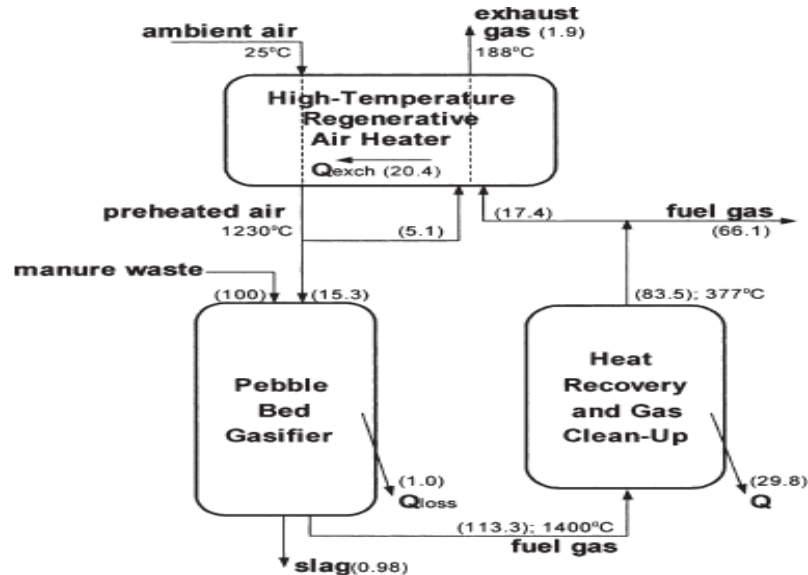 ambient air
25°C
exhaust
gas (1.9)
188°C
High-Temperature
Regenerative
Air Heater
Qexch (20.4)
preheated air
1230°C
(5.1)
(17.4)
fuel gas
(66.1)
manure waste
(100)
(15.3)
(83.5); 377°C
Pebble
Bed
Gasifier
Heat
Recovery
and Gas
Clean-Up
(1.0)
Qloss
(29.8)
Q
(113.3); 1400°C
fuel gas
slag(0.98)